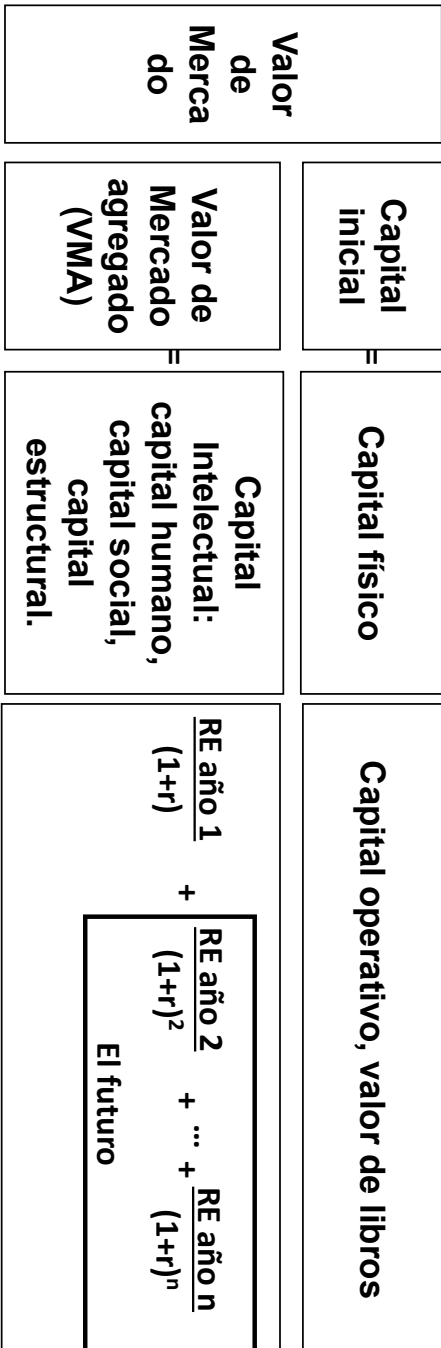 Valor
de
Merca
do
Capital
inicial
=
Capital físico
Capital operativo, valor de libros
Valor de
Mercado
agregado
(VMA)
=
Capital
Intelectual:
capital humano,
capital social,
capital
estructural.
RE año 1 + RE año 2 + ... + RE año n
(1+r) (1+r)² (1+r)ⁿ
El futuro